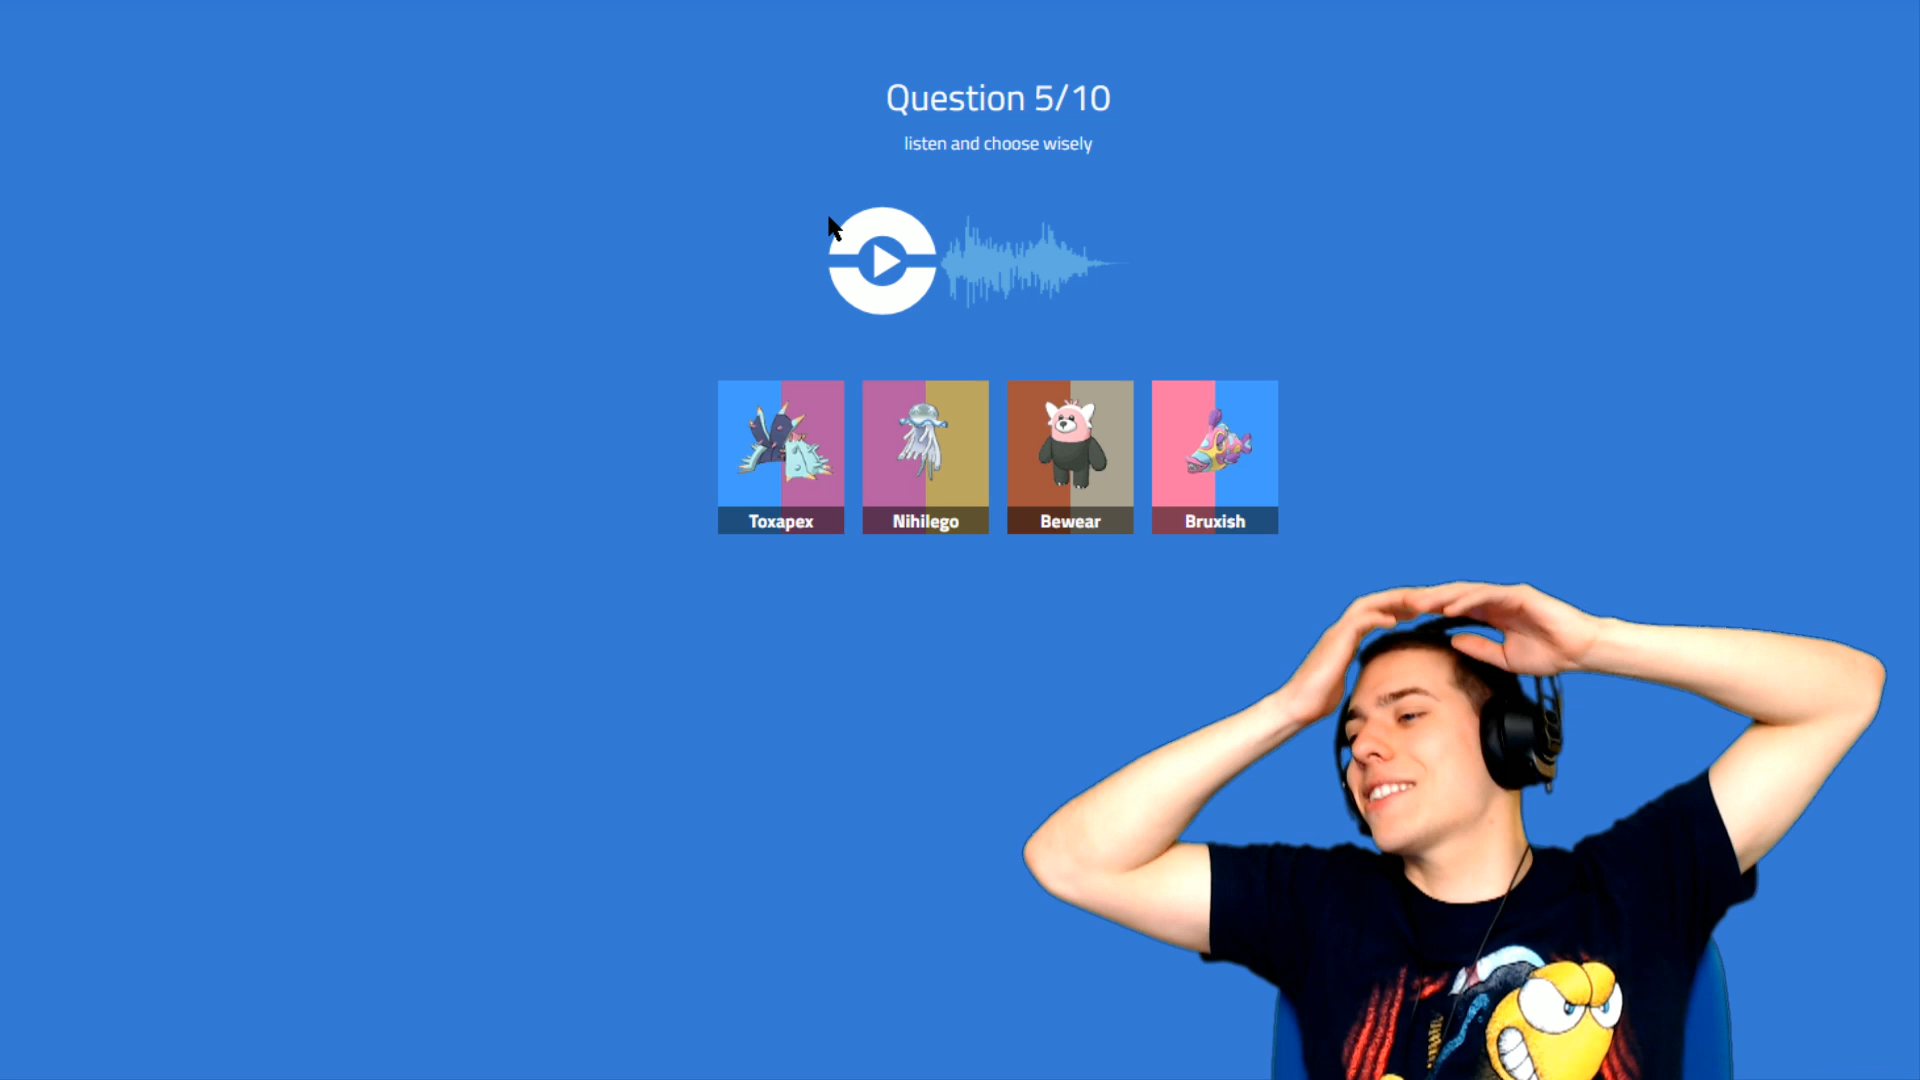 Question 5/10
listen and choose wisely
Toxapex
Nihilego
Bewear
Bruxish